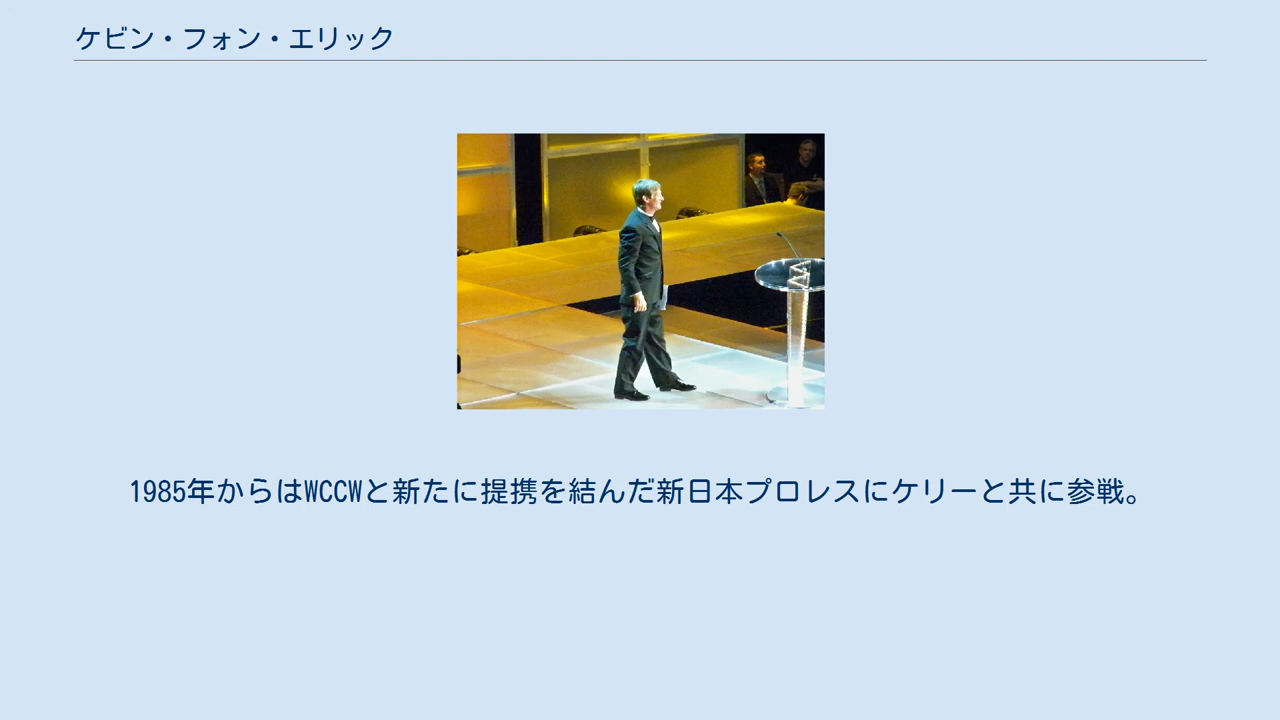 ケビン・フォン・エリック
1985年からはWCCWと新たに提携を結んだ新日本プロレスにケリーと共に参戦。